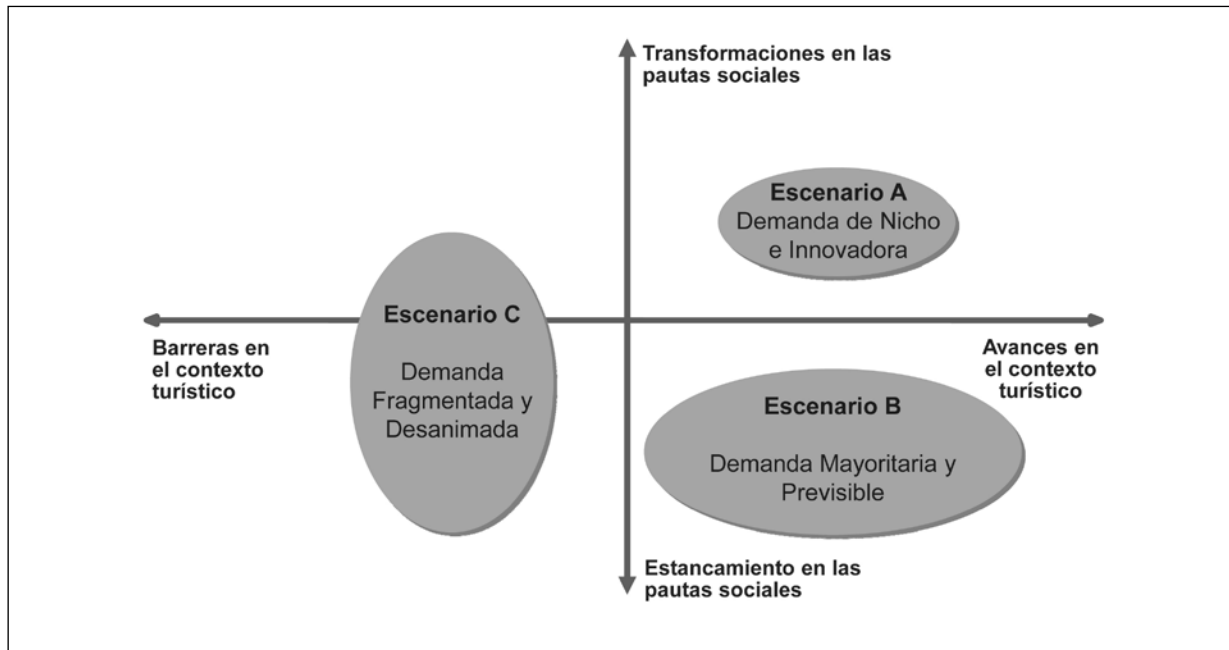 Transformaciones en las
pautas sociales
Escenario A
Demanda de Nicho
e Innovadora
Escenario C
Demanda
Fragmentada y
Desanimada
Barreras en
el contexto
turístico
Avances en
el contexto
turístico
Escenario B
Demanda Mayoritaria y
Previsible
Estancamiento en las
pautas sociales